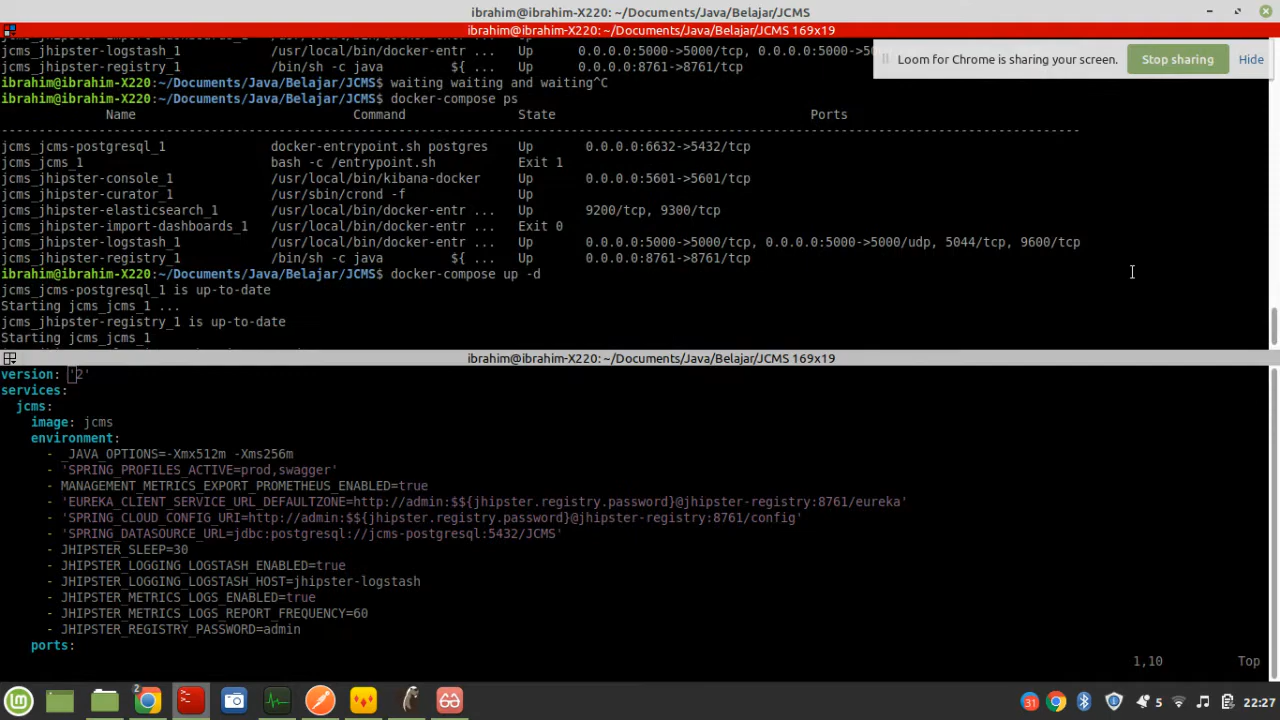 ibrahim@ibrahim-X220: ~/Documents/Java/Belajar/JCMS
ibrahim@ibrahim-X220: ~/Documents/Java/Belajar/JCMS 169x19
jcms_jhipster-logstash_1 /usr/local/bin/docker-entr ... Up 0.0.0.0:5000->5000/tcp, 0.0.0.0:5000->50
jcms_jhipster-registry_1 /bin/sh -c java ${ ... Up 0.0.0.0:8761->8761/tcp
Loom for Chrome is sharing your screen. Stop sharing Hide
ibrahim@ibrahim-X220:~/Documents/Java/Belajar/JCMS$ waiting waiting and waiting^C
ibrahim@ibrahim-X220:~/Documents/Java/Belajar/JCMS$ docker-compose ps
Name Command State Ports
------------------------------------------------------------------------------------------------------------------------------------------------
jcms_jcms-postgresql_1 docker-entrypoint.sh postgres Up 0.0.0.0:6632->5432/tcp
jcms_jcms_1 bash -c /entrypoint.sh Exit 1
jcms_jhipster-console_1 /usr/local/bin/kibana-docker Up 0.0.0.0:5601->5601/tcp
jcms_jhipster-curator_1 /usr/sbin/crond -f Up
jcms_jhipster-elasticsearch_1 /usr/local/bin/docker-entr ... Up 9200/tcp, 9300/tcp
jcms_jhipster-import-dashboards_1 /usr/local/bin/docker-entr ... Exit 0
jcms_jhipster-logstash_1 /usr/local/bin/docker-entr ... Up 0.0.0.0:5000->5000/tcp, 0.0.0.0:5000->5000/udp, 5044/tcp, 9600/tcp
jcms_jhipster-registry_1 /bin/sh -c java ${ ... Up 0.0.0.0:8761->8761/tcp
ibrahim@ibrahim-X220:~/Documents/Java/Belajar/JCMS$ docker-compose up -d
jcms_jcms-postgresql_1 is up-to-date
Starting jcms_jcms_1 ...
jcms_jhipster-registry_1 is up-to-date
Starting jcms_jcms_1
ibrahim@ibrahim-X220: ~/Documents/Java/Belajar/JCMS 169x19
version: '2'
services:
jcms:
image: jcms
environment:
- _JAVA_OPTIONS=-Xmx512m -Xms256m
- 'SPRING_PROFILES_ACTIVE=prod,swagger'
- MANAGEMENT_METRICS_EXPORT_PROMETHEUS_ENABLED=true
- 'EUREKA_CLIENT_SERVICE_URL_DEFAULTZONE=http://admin:$${jhipster.registry.password}@jhipster-registry:8761/eureka'
- 'SPRING_CLOUD_CONFIG_URI=http://admin:$${jhipster.registry.password}@jhipster-registry:8761/config'
- 'SPRING_DATASOURCE_URL=jdbc:postgresql://jcms-postgresql:5432/JCMS'
- JHIPSTER_SLEEP=30
- JHIPSTER_LOGGING_LOGSTASH_ENABLED=true
- JHIPSTER_LOGGING_LOGSTASH_HOST=jhipster-logstash
- JHIPSTER_METRICS_LOGS_ENABLED=true
- JHIPSTER_METRICS_LOGS_REPORT_FREQUENCY=60
- JHIPSTER_REGISTRY_PASSWORD=admin
ports:
1,10 Top
2
31
5
22:27